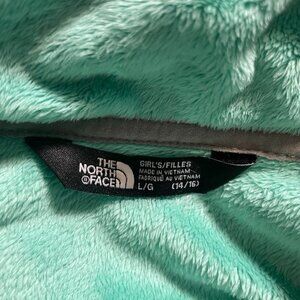 THE
NORTH
FACE
GIRL'S/FILLES
MADE IN VIETNAM
FABRIQUÉ AU VIETNAM
L/G (14/16)